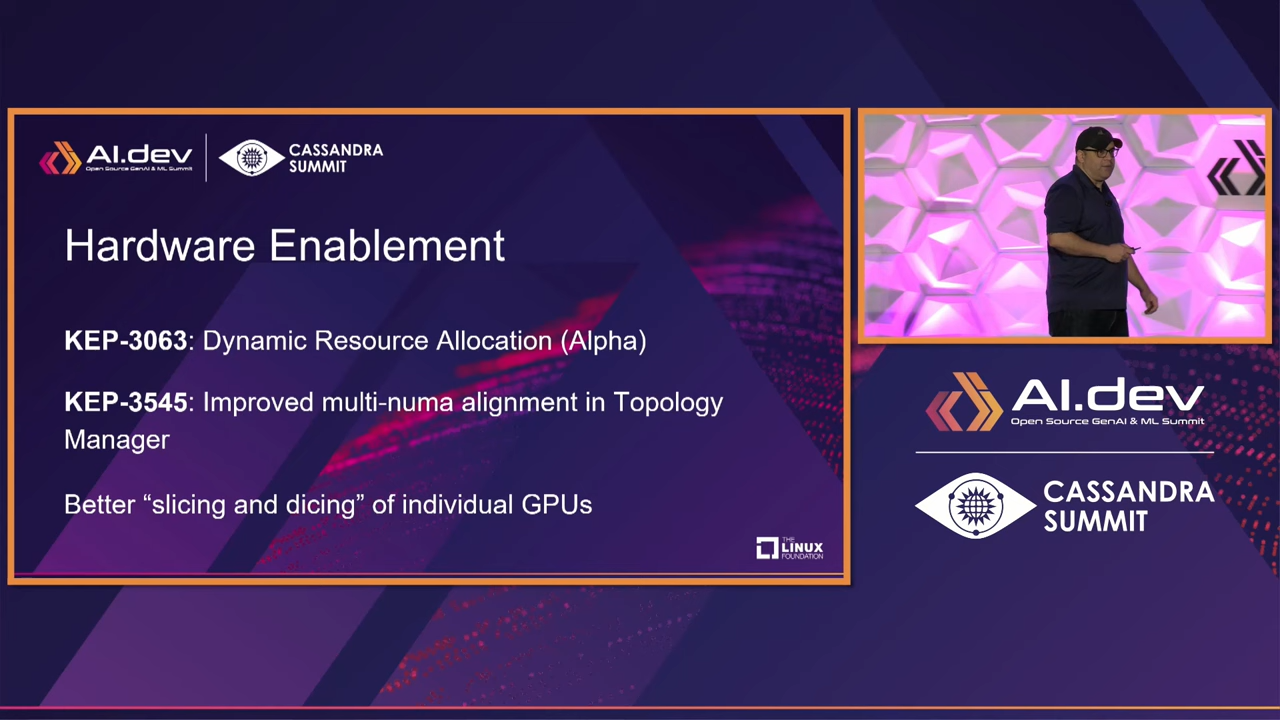 AI.dev
Open Source GenAI & ML Summit
CASSANDRA
SUMMIT
Hardware Enablement
KEP-3063: Dynamic Resource Allocation (Alpha)
KEP-3545: Improved multi-numa alignment in Topology
Manager
Better “slicing and dicing” of individual GPUs
THE
LINUX
FOUNDATION
AI.dev
Open Source GenAI & ML Summit
CASSANDRA
SUMMIT